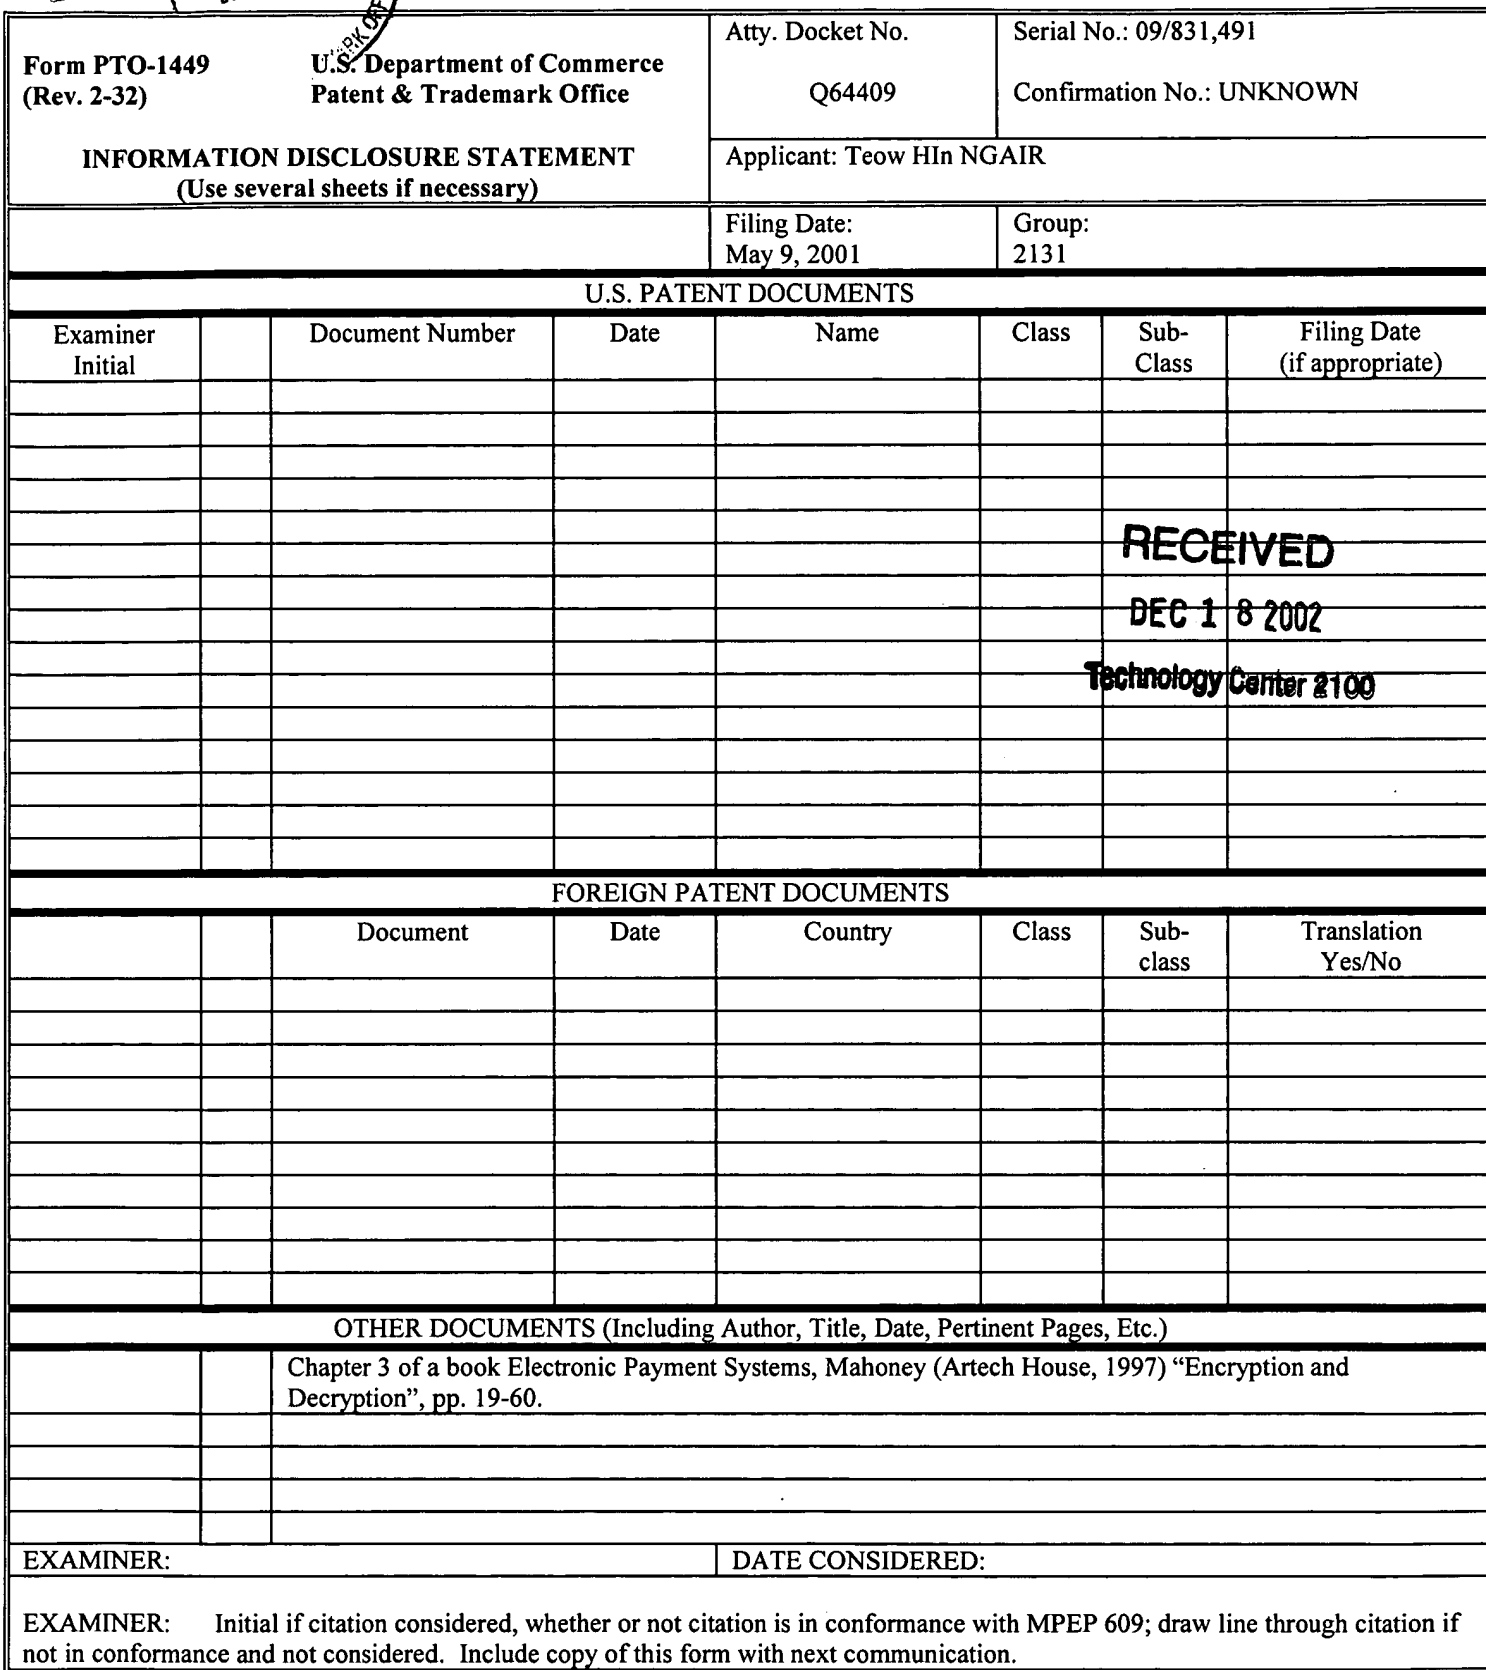 Form PTO-1449
(Rev. 2-32)
U.S. Department of Commerce
Patent & Trademark Office
INFORMATION DISCLOSURE STATEMENT
(Use several sheets if necessary)
Atty. Docket No.
Q64409
Serial No.: 09/831,491
Confirmation No.: UNKNOWN
Applicant: Teow HIn NGAIR
Filing Date:
May 9, 2001
Group:
2131
U.S. PATENT DOCUMENTS
Examiner
Initial
Document Number
Date
Name
Class
Sub-
Class
Filing Date
(if appropriate)
RECEIVED
DEC 1 8 2002
Technology Center 2100
FOREIGN PATENT DOCUMENTS
Document
Date
Country
Class
Sub-
class
Translation
Yes/No
OTHER DOCUMENTS (Including Author, Title, Date, Pertinent Pages, Etc.)
Chapter 3 of a book Electronic Payment Systems, Mahoney (Artech House, 1997) “Encryption and
Decryption”, pp. 19-60.
EXAMINER:
DATE CONSIDERED:
EXAMINER: Initial if citation considered, whether or not citation is in conformance with MPEP 609; draw line through citation if
not in conformance and not considered. Include copy of this form with next communication.